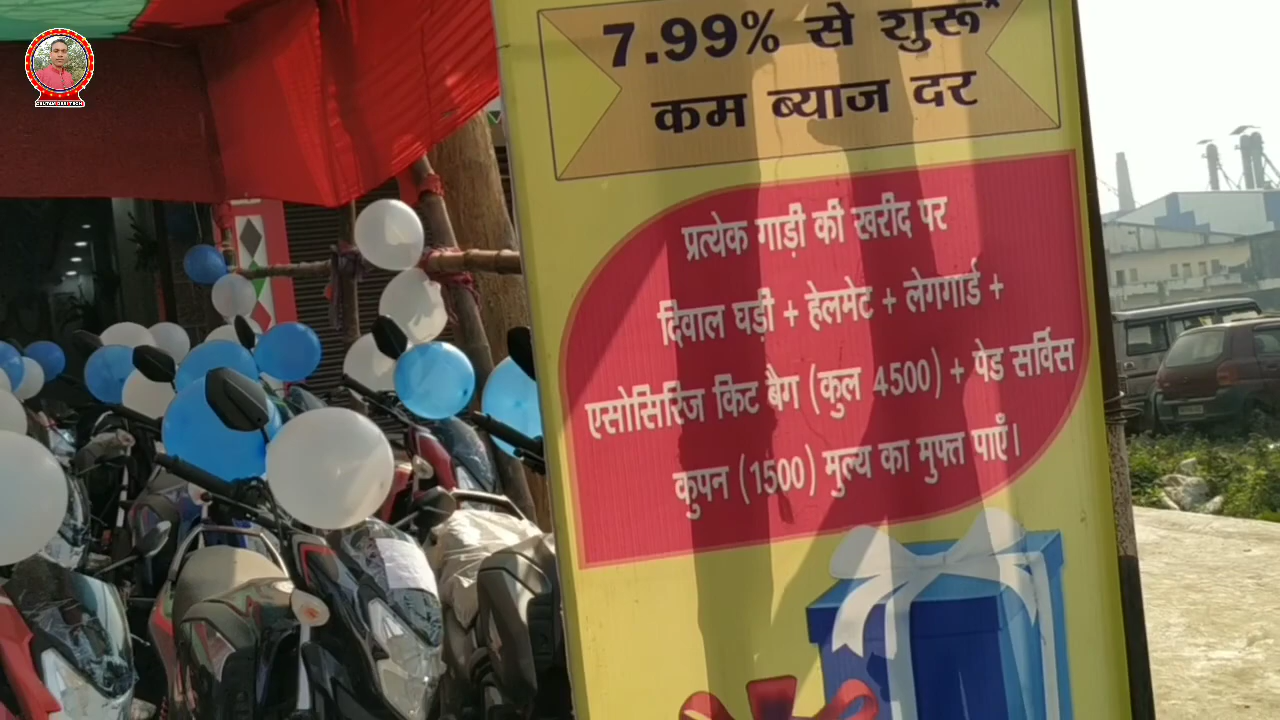 7.99% से शुरू*
कम ब्याज दर
प्रत्येक गाड़ी की खरीद पर
दिवाल घड़ी + हेलमेट + लेगगार्ड +
एसोसिरिज किट बैग (कुल 4500) + पेड सर्विस
कुपन (1500) मुल्य का मुफ्त पाएँ।